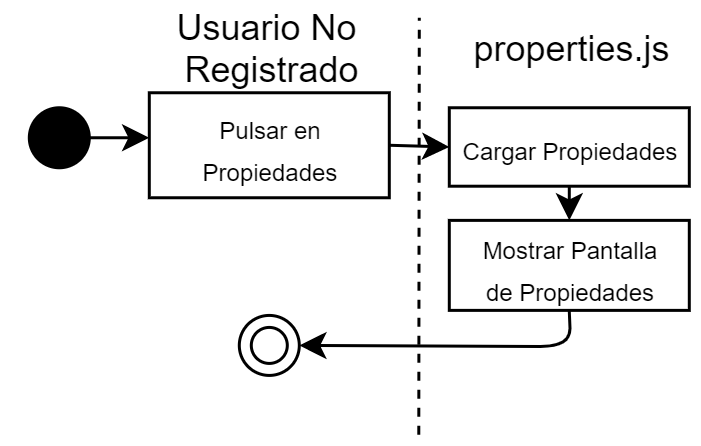 Usuario No
Registrado
properties.js
Pulsar en
Propiedades
Cargar Propiedades
Mostrar Pantalla
de Propiedades